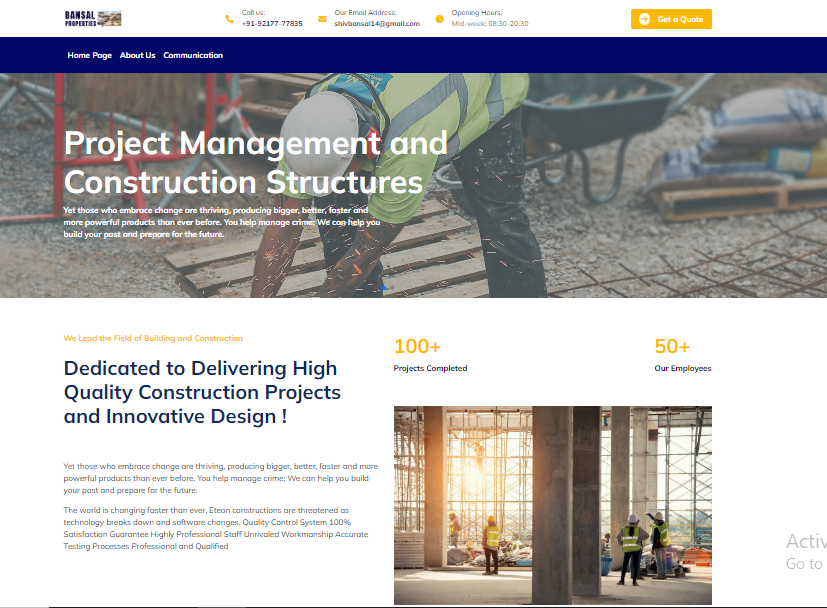 BANSAL
PROPERTIES
Call us:
+91-92177-77835
Our Email Address:
shivbansal14@gmail.com
Opening Hours:
Mid-week: 08:30-20:30
Get a Quote
Home Page About Us Communication
Project Management and
Construction Structures
Yet those who embrace change are thriving, producing bigger, better, faster and
more powerful products than ever before. You help manage crime; We can help you
build your past and prepare for the future.
We Lead the Field of Building and Construction
Dedicated to Delivering High
Quality Construction Projects
and Innovative Design !
Yet those who embrace change are thriving, producing bigger, better, faster and more
powerful products than ever before. You help manage crime; We can help you build
your past and prepare for the future.
The world is changing faster than ever, Eteon constructions are threatened as
technology breaks down and software changes. Quality Control System 100%
Satisfaction Guarantee Highly Professional Staff Unrivaled Workmanship Accurate
Testing Processes Professional and Qualified
100+
Projects Completed
50+
Our Employees
Activ
Go to